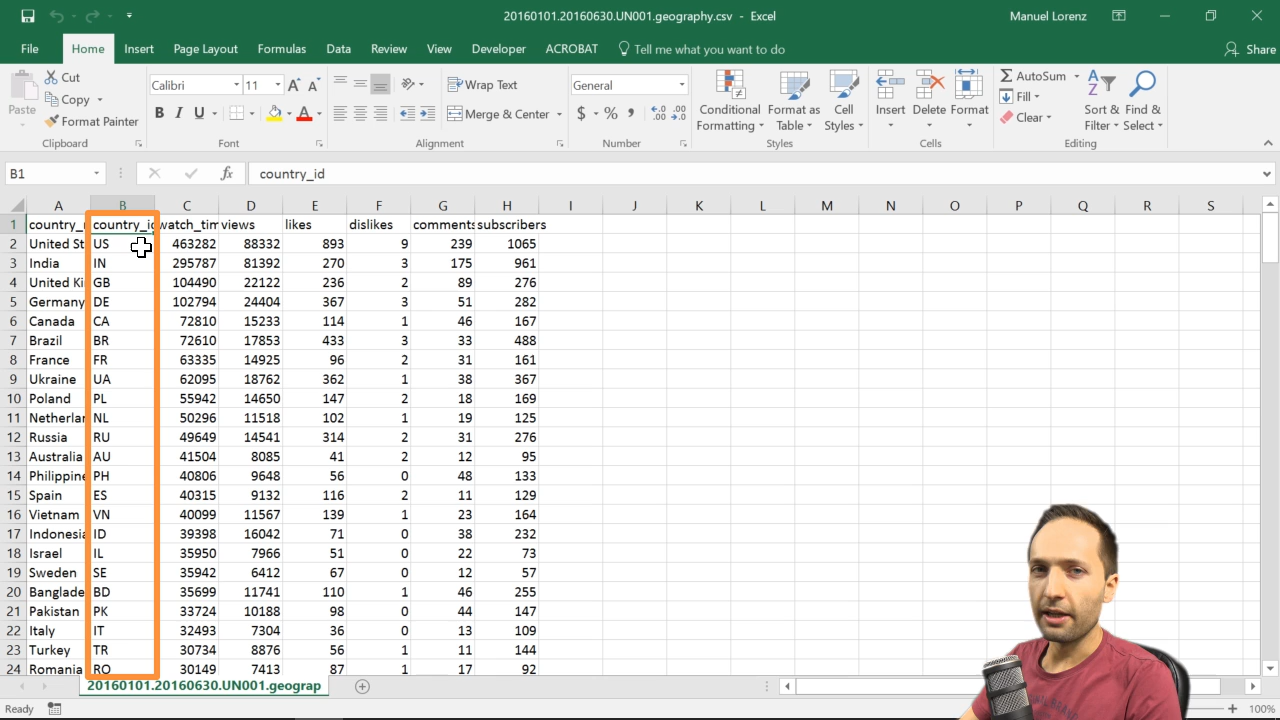 20160101.20160630.UN001.geography.csv - Excel
Manuel Lorenz
File Home Insert Page Layout Formulas Data Review View Developer ACROBAT Tell me what you want to do Share
Paste
Cut
Copy
Format Painter
Calibri 11
B I U
A A
A
Wrap Text
Merge & Center
General
$ % ,
Conditional Formatting
Format as Table
Cell Styles
Insert
Delete
Format
AutoSum
Fill
Clear
Sort & Filter
Find & Select
Clipboard Font Alignment Number Styles Cells Editing
B1 fx country_id
A B C D E F G H I J K L M N O P Q R S
1 country_ country_id watch_tim views likes dislikes comments subscribers
2 United St US 463282 88332 893 9 239 1065
3 India IN 295787 81392 270 3 175 961
4 United Ki GB 104490 22122 236 2 89 276
5 Germany DE 102794 24404 367 3 51 282
6 Canada CA 72810 15233 114 1 46 167
7 Brazil BR 72610 17853 433 3 33 488
8 France FR 63335 14925 96 2 31 161
9 Ukraine UA 62095 18762 362 1 38 367
10 Poland PL 55942 14650 147 2 18 169
11 Netherlan NL 50296 11518 102 1 19 125
12 Russia RU 49649 14541 314 2 31 276
13 Australia AU 41504 8085 41 2 12 95
14 Philippine PH 40806 9648 56 0 48 133
15 Spain ES 40315 9132 116 2 11 129
16 Vietnam VN 40099 11567 139 1 23 164
17 Indonesia ID 39398 16042 71 0 38 232
18 Israel IL 35950 7966 51 0 22 73
19 Sweden SE 35942 6412 67 0 12 57
20 Banglade BD 35699 11741 110 1 46 255
21 Pakistan PK 33724 10188 98 0 44 147
22 Italy IT 32493 7304 36 0 13 109
23 Turkey TR 30734 8876 56 1 11 144
24 Romania RO 30149 7413 87 1 17 92
20160101.20160630.UN001.geograp
Ready 100%